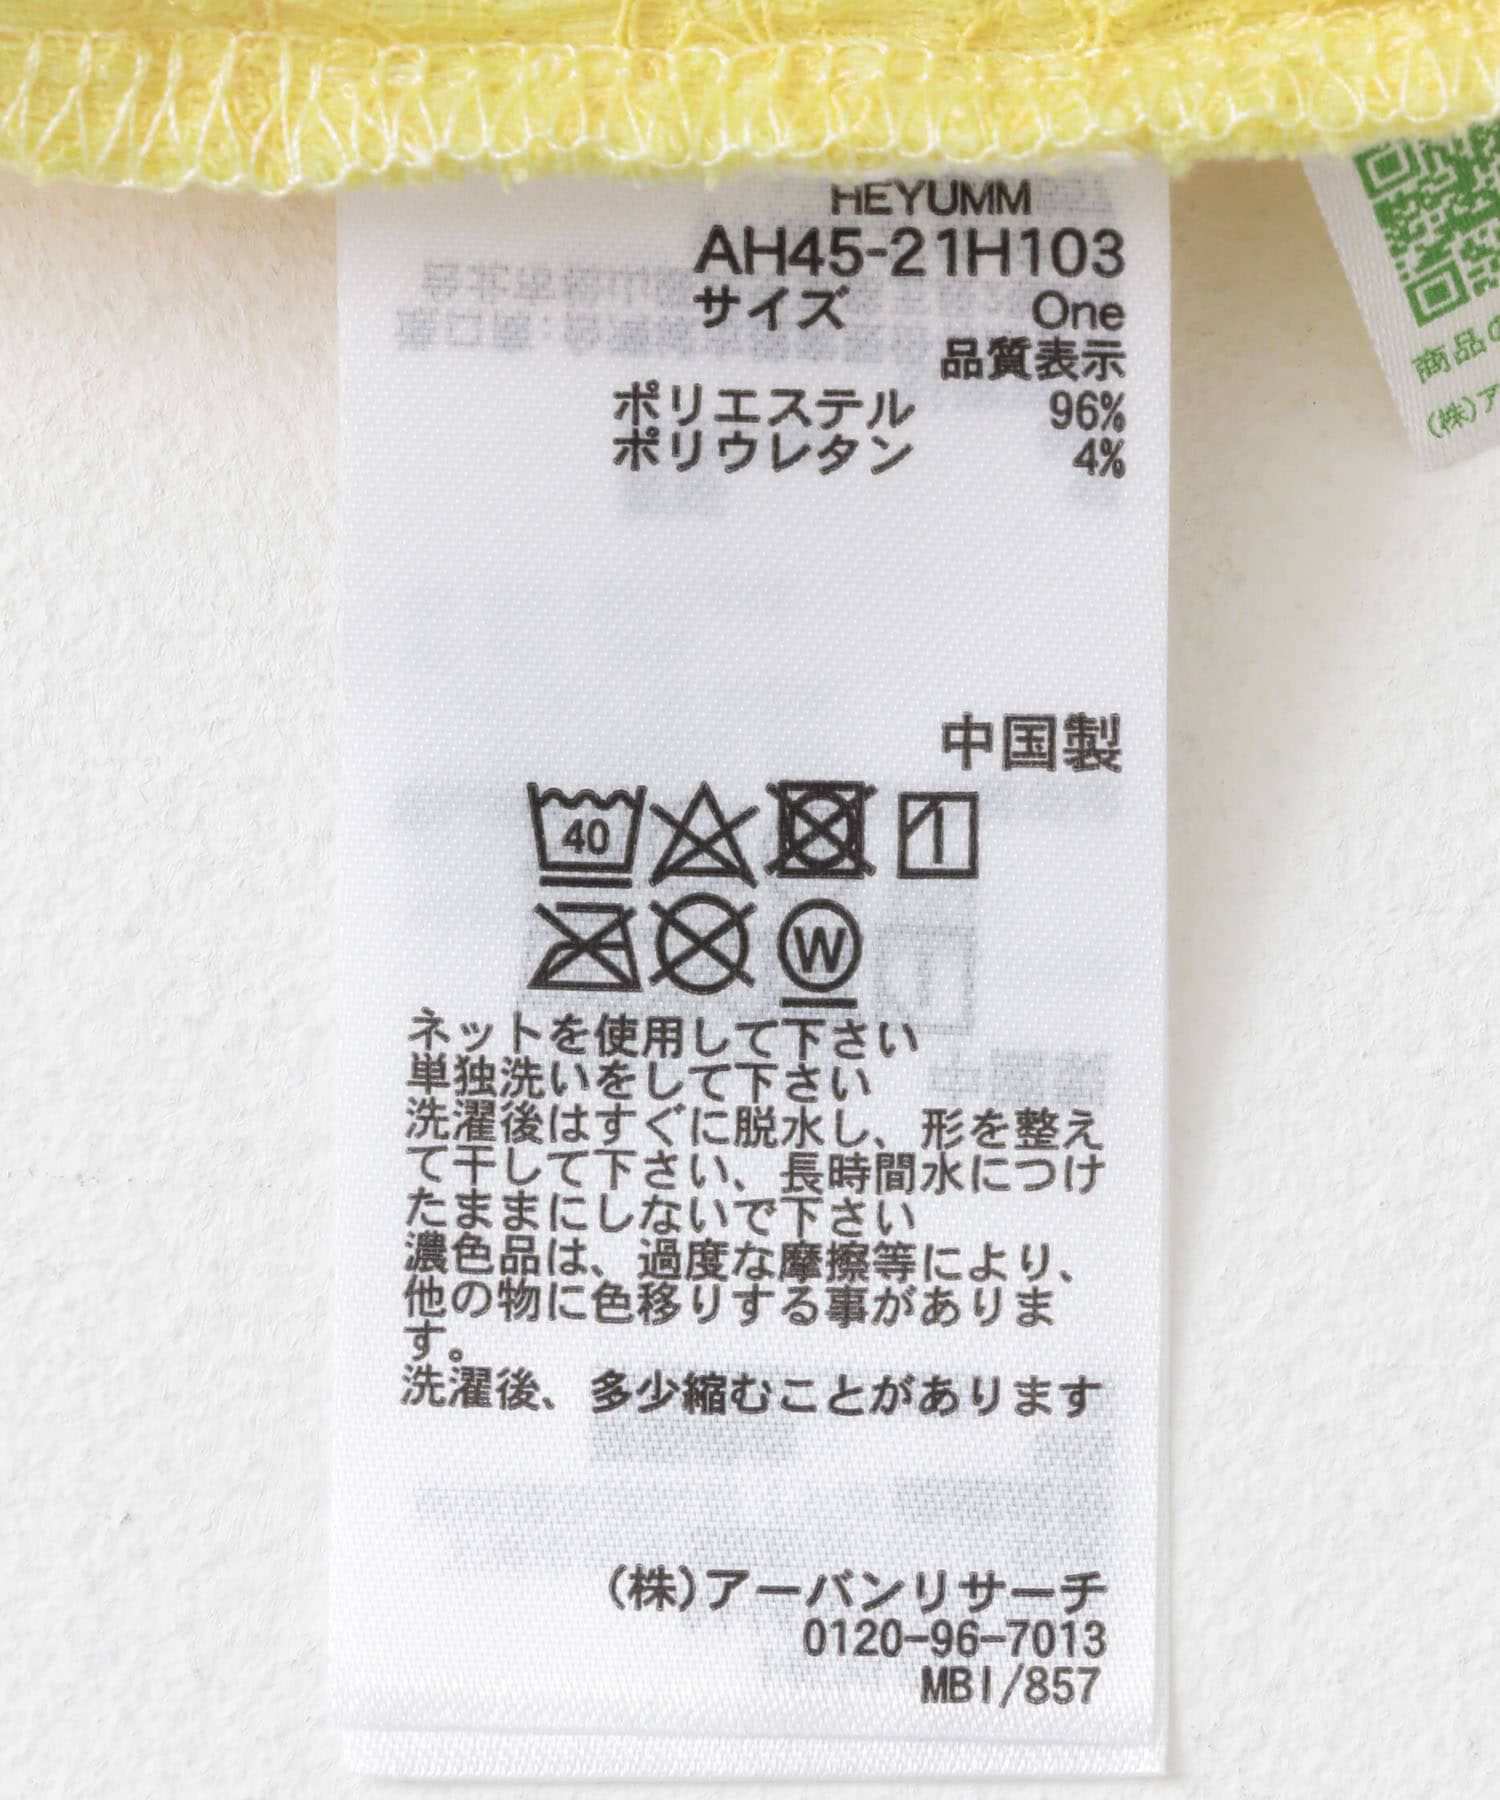 HEYUMM
AH45-21H103
サイズ One
品質表示
ポリエステル 96%
ポリウレタン 4%
中国製
40
W
ネットを使用して下さい
単独洗いをして下さい
洗濯後はすぐに脱水し、形を整え
て干して下さい、長時間水につけ
たままにしないで下さい
濃色品は、過度な摩擦等により、
他の物に色移りする事がありま
す。
洗濯後、多少縮むことがあります
(株)アーバンリサーチ
0120-96-7013
MBI/857
商品の
(株)ア